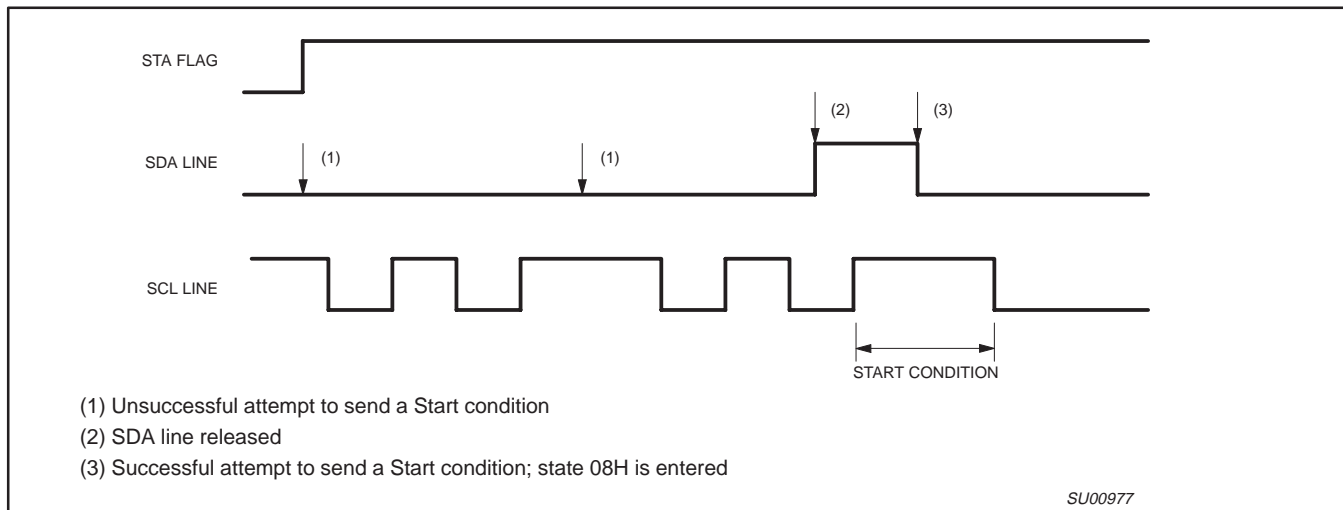 STA FLAG
(2) (3)
SDA LINE (1) (1)
SCL LINE
START CONDITION
(1) Unsuccessful attempt to send a Start condition
(2) SDA line released
(3) Successful attempt to send a Start condition; state 08H is entered
SU00977